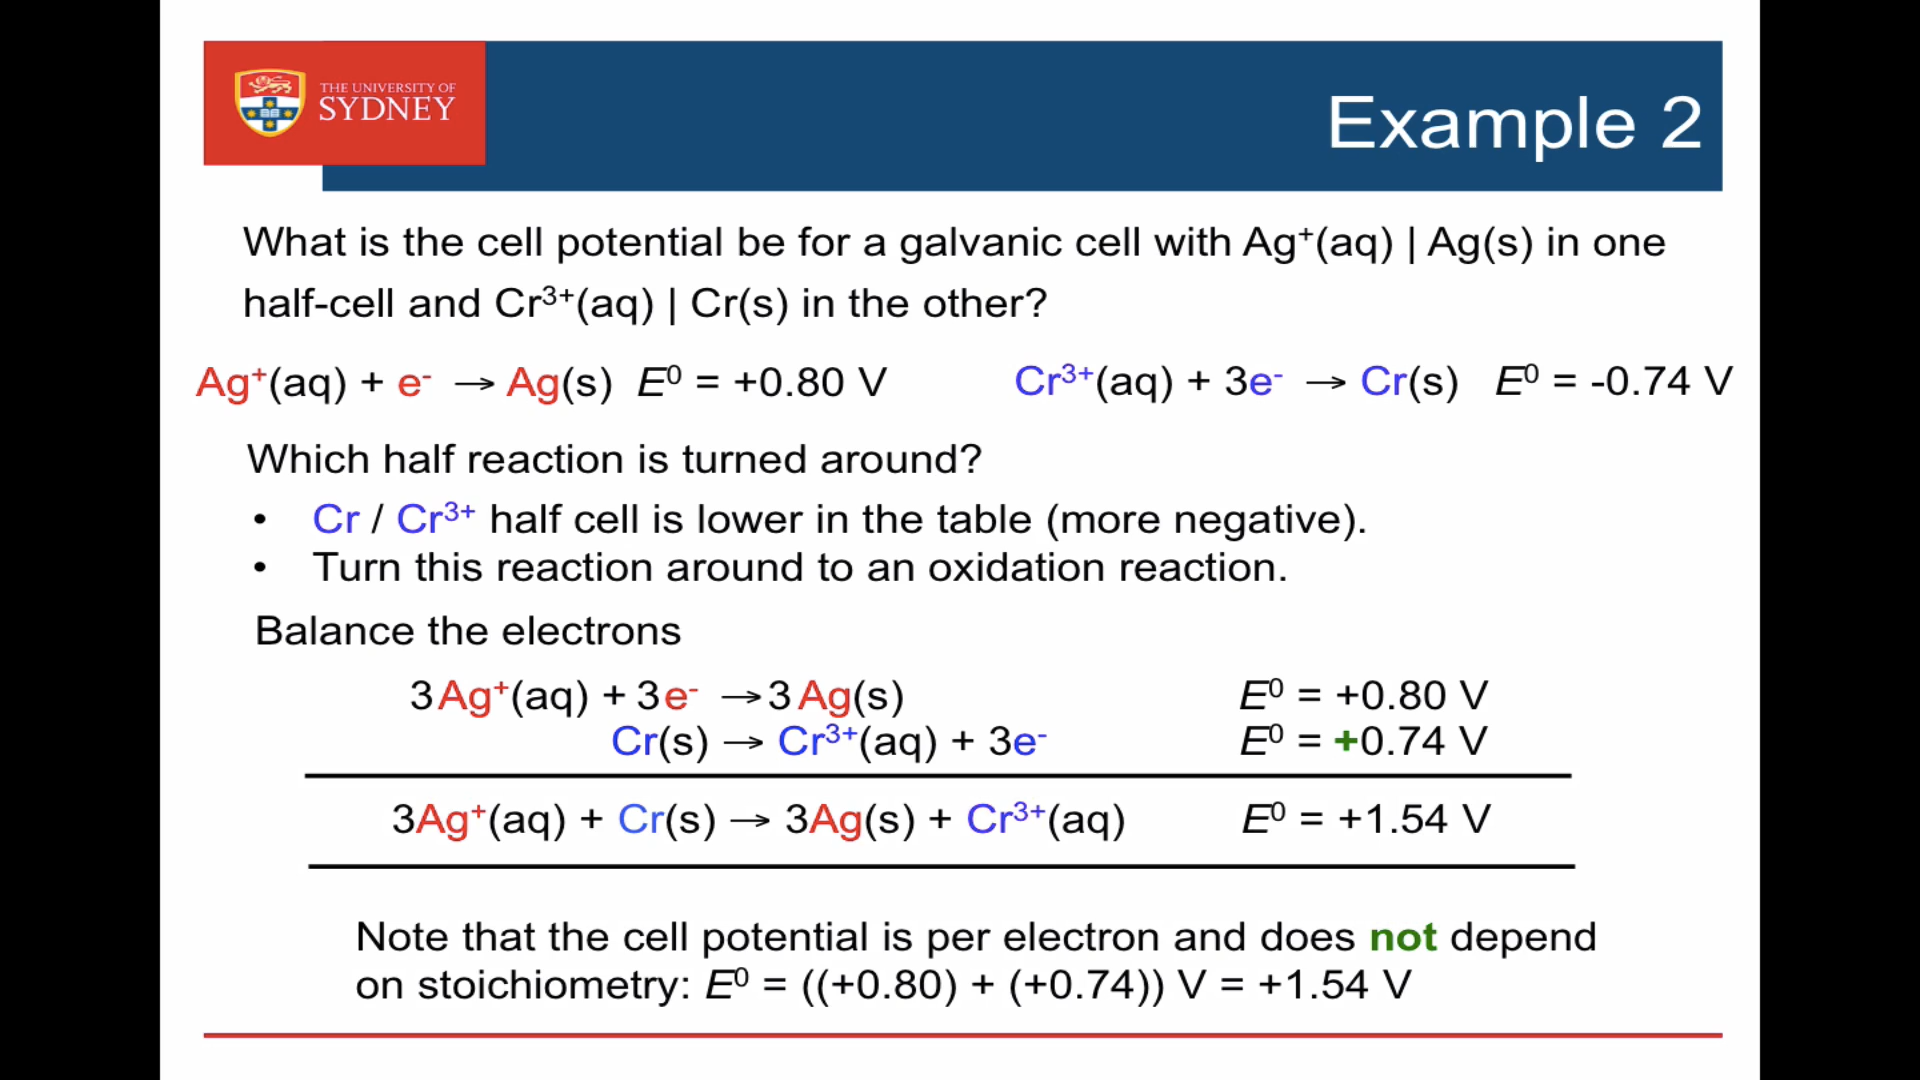 THE UNIVERSITY OF
SYDNEY
Example 2
What is the cell potential be for a galvanic cell with Ag⁺(aq) | Ag(s) in one
half-cell and Cr³⁺(aq) | Cr(s) in the other?
Ag⁺(aq) + e⁻ → Ag(s) E⁰ = +0.80 V
Cr³⁺(aq) + 3e⁻ → Cr(s) E⁰ = -0.74 V
Which half reaction is turned around?
• Cr / Cr³⁺ half cell is lower in the table (more negative).
• Turn this reaction around to an oxidation reaction.
Balance the electrons
3Ag⁺(aq) + 3e⁻ → 3Ag(s) E⁰ = +0.80 V
Cr(s) → Cr³⁺(aq) + 3e⁻ E⁰ = +0.74 V
3Ag⁺(aq) + Cr(s) → 3Ag(s) + Cr³⁺(aq) E⁰ = +1.54 V
Note that the cell potential is per electron and does not depend
on stoichiometry: E⁰ = ((+0.80) + (+0.74)) V = +1.54 V